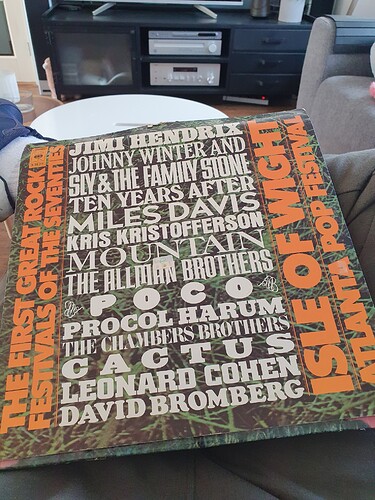 THE FIRST GREAT ROCK
FESTIVALS OF THE SEVENTIES
JIMI HENDRIX
JOHNNY WINTER AND
SLY & THE FAMILY STONE
TEN YEARS AFTER
MILES DAVIS
KRIS KRISTOFFERSON
MOUNTAIN
THE ALLMAN BROTHERS
POCO
PROCOL HARUM
THE CHAMBERS BROTHERS
CACTUS
LEONARD COHEN
DAVID BROMBERG
ISLE OF WIGHT
ATLANTA POP FESTIVAL